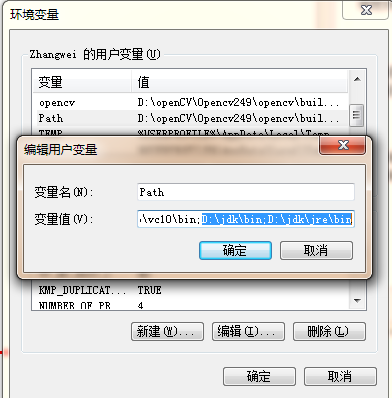 环境变量
Zhangwei 的用户变量(U)
变量 值
opencv D:\openCV\Opencv249\opencv\buil...
Path D:\openCV\Opencv249\opencv\buil...
TEMP %USERPROFILE%\AppData\Local\Temp
编辑用户变量
变量名(N): Path
变量值(V): \vc10\bin;D:\jdk\bin;D:\jdk\jre\bin
确定 取消
KMP_DUPLICAT... TRUE
NUMBER_OF_PR... 4
新建(W)... 编辑(I)... 删除(L)
确定 取消